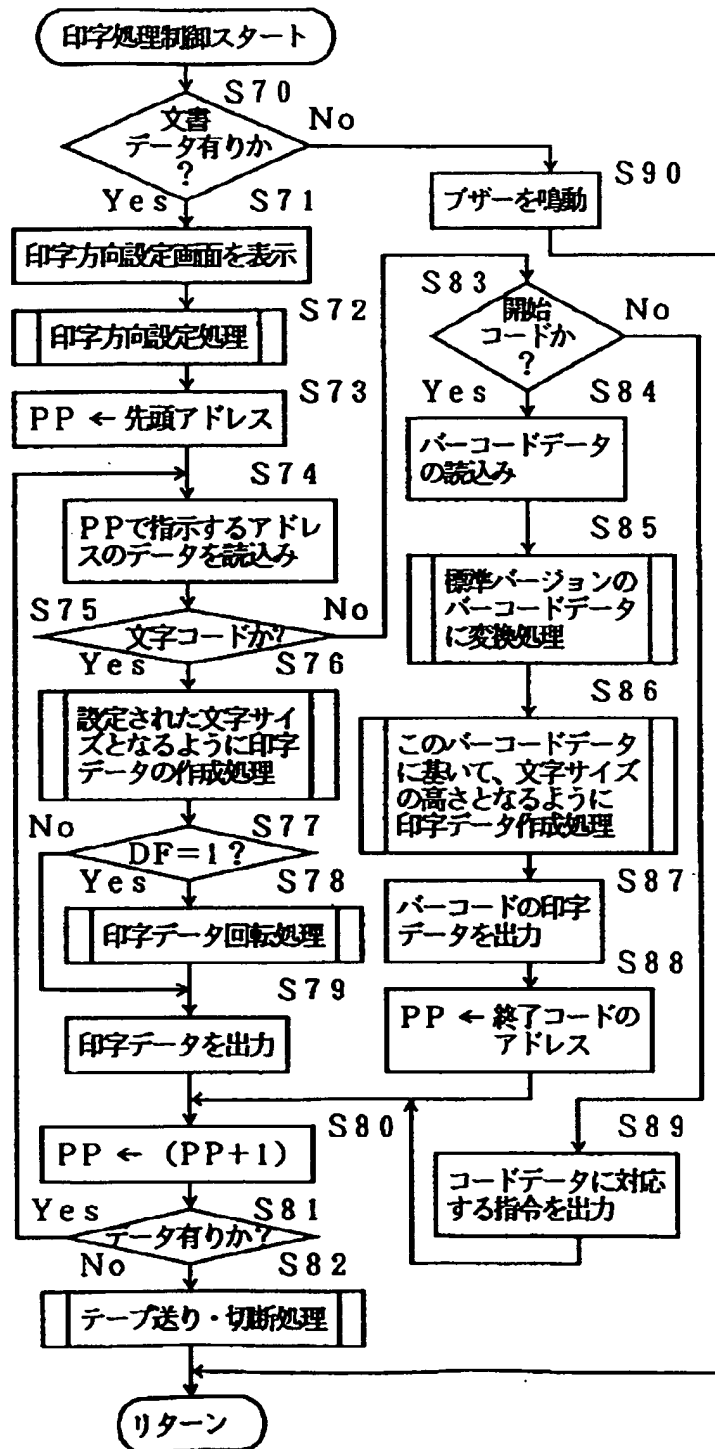 印字処理制御スタート
S70
文書
データ有りか
?
No
Yes
S71
印字方向設定画面を表示
S72
印字方向設定処理
S73
PP ← 先頭アドレス
S74
PPで指示するアドレ
スのデータを読込み
S75
文字コードか?
No
Yes
S76
設定された文字サイ
ズとなるように印字
データの作成処理
S77
DF=1?
No
Yes
S78
印字データ回転処理
S79
印字データを出力
S80
PP ← (PP+1)
S81
データ有りか?
Yes
No
S82
テープ送り・切断処理
リターン
S90
ブザーを鳴動
S83
開始
コードか
?
No
Yes
S84
バーコードデータ
の読込み
S85
標準バージョンの
バーコードデータ
に変換処理
S86
このバーコードデータ
に基いて、文字サイズ
の高さとなるように
印字データ作成処理
S87
バーコードの印字
データを出力
S88
PP ← 終了コードの
アドレス
S89
コードデータに対応
する指令を出力